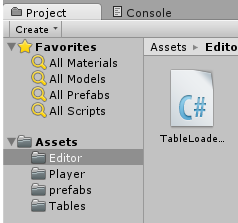 Project
Console
Create
Favorites
All Materials
All Models
All Prefabs
All Scripts
Assets
Editor
Player
prefabs
Tables
Assets ▸ Edito
C#
TableLoade...